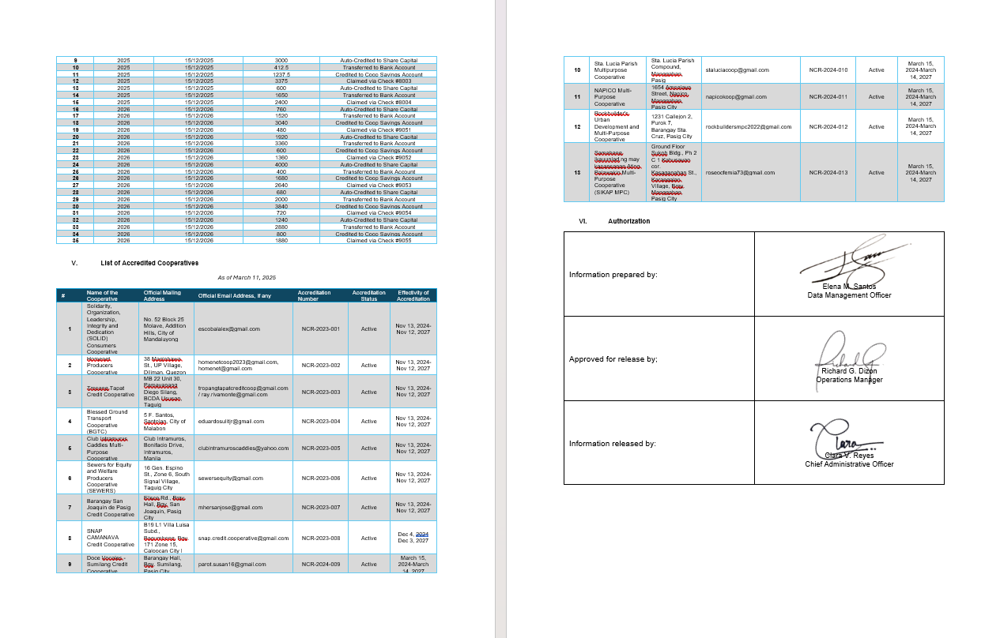 9 2025 15/12/2025 3000 Auto-Credited to Share Capital
10 2025 15/12/2025 412.5 Transferred to Bank Account
11 2025 15/12/2025 1237.5 Credited to Coop Savings Account
12 2025 15/12/2025 3375 Claimed via Check #8003
13 2025 15/12/2025 600 Auto-Credited to Share Capital
14 2025 15/12/2025 1650 Transferred to Bank Account
15 2025 15/12/2025 2400 Claimed via Check #8004
16 2026 15/12/2026 760 Auto-Credited to Share Capital
17 2026 15/12/2026 1520 Transferred to Bank Account
18 2026 15/12/2026 3040 Credited to Coop Savings Account
19 2026 15/12/2026 480 Claimed via Check #9051
20 2026 15/12/2026 1920 Auto-Credited to Share Capital
21 2026 15/12/2026 3360 Transferred to Bank Account
22 2026 15/12/2026 600 Credited to Coop Savings Account
23 2026 15/12/2026 1360 Claimed via Check #9052
24 2026 15/12/2026 4000 Auto-Credited to Share Capital
25 2026 15/12/2026 400 Transferred to Bank Account
26 2026 15/12/2026 1680 Credited to Coop Savings Account
27 2026 15/12/2026 2640 Claimed via Check #9053
28 2026 15/12/2026 680 Auto-Credited to Share Capital
29 2026 15/12/2026 2000 Transferred to Bank Account
30 2026 15/12/2026 3840 Credited to Coop Savings Account
31 2026 15/12/2026 720 Claimed via Check #9054
32 2026 15/12/2026 1240 Auto-Credited to Share Capital
33 2026 15/12/2026 2880 Transferred to Bank Account
34 2026 15/12/2026 800 Credited to Coop Savings Account
35 2026 15/12/2026 1880 Claimed via Check #9055
V. List of Accredited Cooperatives
As of March 11, 2025
# Name of the Cooperative Official Mailing Address Official Email Address, if any Accreditation Number Accreditation Status Effectivity of Accreditation
1 Solidarity, Organization, Leadership, Integrity and Dedication (SOLID) Consumers Cooperative No. 52 Block 25 Molave, Addition Hills, City of Mandaluyong escobalalex@gmail.com NCR-2023-001 Active Nov 13, 2024-Nov 12, 2027
2 Homenet Producers Cooperative 38 Maginhawa St., UP Village, Diliman, Quezon homenetcoop2023@gmail.com, homenet@gmail.com NCR-2023-002 Active Nov 13, 2024-Nov 12, 2027
3 Tropang Tapat Credit Cooperative MB 22 Unit 30, Pamayanang Diego Silang, BCDA Ususan, Taguig tropangtapatcreditcoop@gmail.com / ray.rivamonte@gmail.com NCR-2023-003 Active Nov 13, 2024-Nov 12, 2027
4 Blessed Ground Transport Cooperative (BGTC) 5 F. Santos, Santolan, City of Malabon eduardosulitjr@gmail.com NCR-2023-004 Active Nov 13, 2024-Nov 12, 2027
5 Club Intramuros Caddies Multi-Purpose Cooperative Club Intramuros, Bonifacio Drive, Intramuros, Manila clubintramuroscaddies@yahoo.com NCR-2023-005 Active Nov 13, 2024-Nov 12, 2027
6 Sewers for Equity and Welfare Producers Cooperative (SEWERS) 16 Gen. Espino St., Zone 6, South Signal Village, Taguig City sewersequity@gmail.com NCR-2023-006 Active Nov 13, 2024-Nov 12, 2027
7 Barangay San Joaquin de Pasig Credit Cooperative Elisco Rd., Brgy. Hall, Bgy. San Joaquin, Pasig City mhersanjose@gmail.com NCR-2023-007 Active Nov 13, 2024-Nov 12, 2027
8 SNAP CAMANAVA Credit Cooperative B19 L1 Villa Luisa Subd., Bagumbong, Bgy. 171 Zone 15, Caloocan City l snap.credit.cooperative@gmail.com NCR-2023-008 Active Dec 4, 2024 Dec 3, 2027
9 Doce Vocales - Sumilang Credit Cooperative Barangay Hall, Bgy. Sumilang, Pasig City parot.susan16@gmail.com NCR-2024-009 Active March 15, 2024-March 14, 2027
10 Sta. Lucia Parish Multipurpose Cooperative Sta. Lucia Parish Compound, Manggahan, Pasig staluciacoop@gmail.com NCR-2024-010 Active March 15, 2024-March 14, 2027
11 NAPICO Multi-Purpose Cooperative 1654 Street, Napico, Manggahan, Pasig City napicokoop@gmail.com NCR-2024-011 Active March 15, 2024-March 14, 2027
12 Rockbuilder's Urban Development and Multi-Purpose Cooperative 1231 Callejon 2, Purok 7, Barangay Sta. Cruz, Pasig City rockbuildersmpc2022@gmail.com NCR-2024-012 Active March 15, 2024-March 14, 2027
13 Samahang ng may Multi-Purpose Cooperative (SIKAP MPC) Ground Floor Bldg., Ph 2 C 1 Kabusayan cor. Kasaganahan St., Karangalan Village, Brgy. Manggahan, Pasig City roseocfemia73@gmail.com NCR-2024-013 Active March 15, 2024-March 14, 2027
VI. Authorization
Information prepared by:
Elena M. Santos
Data Management Officer
Approved for release by;
Richard G. Dizon
Operations Manager
Information released by:
Clara V. Reyes
Chief Administrative Officer